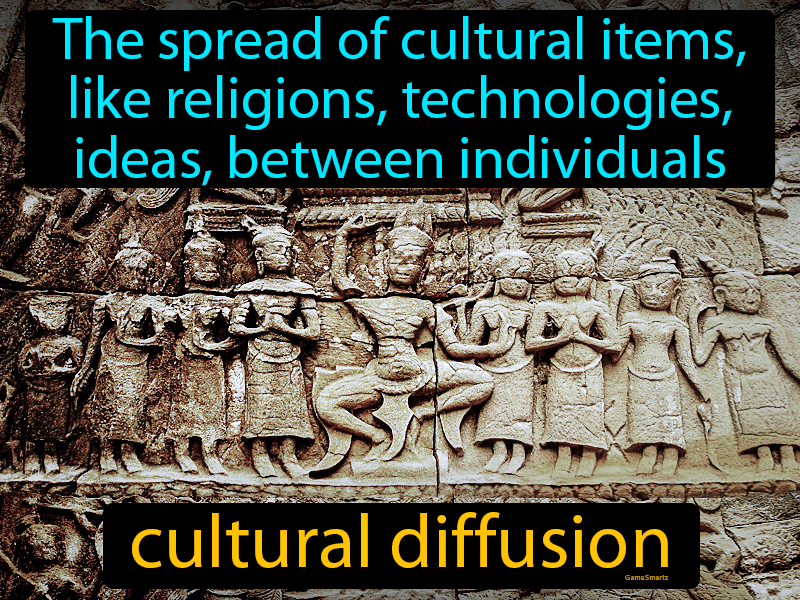 The spread of cultural items,
like religions, technologies,
ideas, between individuals
cultural diffusion
GameSmartz